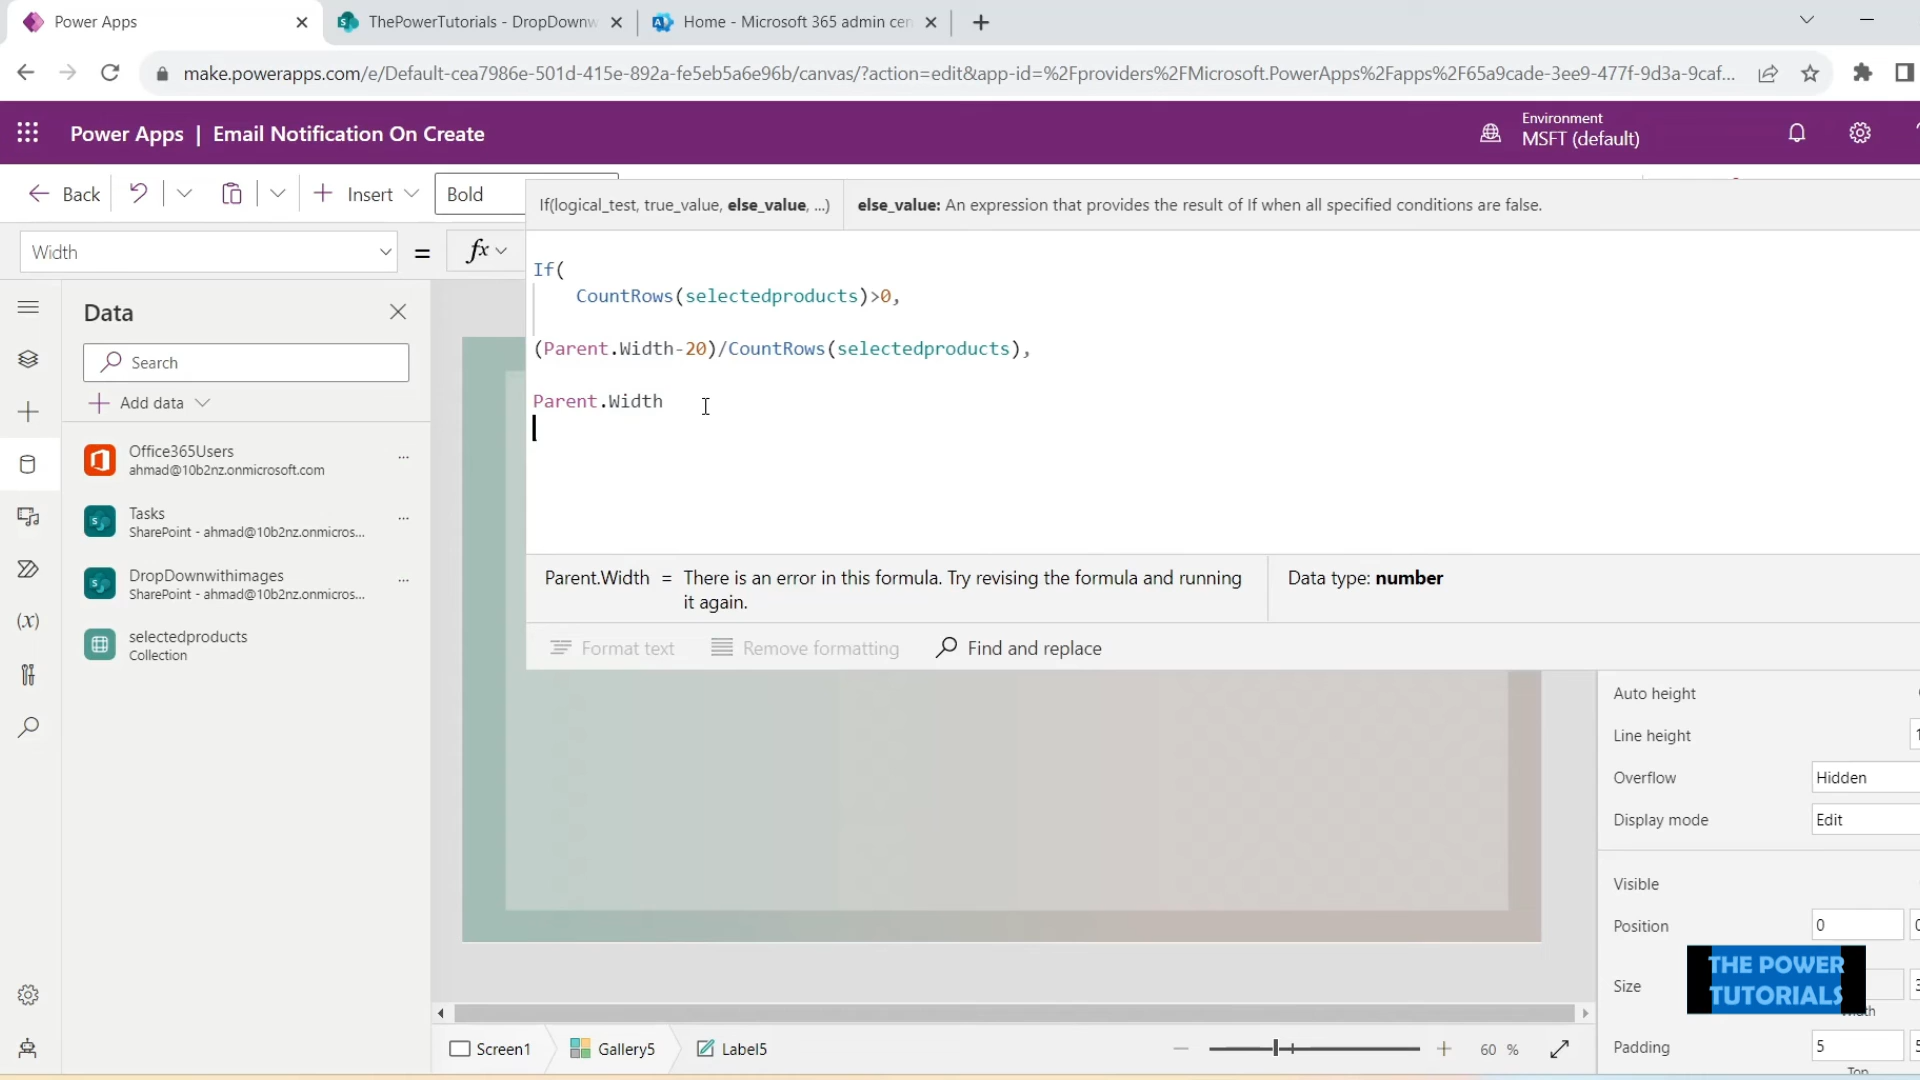 Power Apps
ThePowerTutorials - DropDownw
Home - Microsoft 365 admin cen
make.powerapps.com/e/Default-cea7986e-501d-415e-892a-fe5eb5a6e96b/canvas/?action=edit&app-id=%2Fproviders%2FMicrosoft.PowerApps%2Fapps%2F65a9cade-3ee9-477f-9d3a-9caf...
Power Apps | Email Notification On Create
Environment
MSFT (default)
Back
Insert
Bold
If(logical_test, true_value, else_value, ...)
else_value: An expression that provides the result of If when all specified conditions are false.
Width
= fx
If(
CountRows(selectedproducts)>0,
(Parent.Width-20)/CountRows(selectedproducts),
Parent.Width
Data
Search
Add data
Office365Users
ahmad@10b2nz.onmicrosoft.com
Tasks
SharePoint - ahmad@10b2nz.onmicros...
DropDownwithimages
SharePoint - ahmad@10b2nz.onmicros...
selectedproducts
Collection
Parent.Width = There is an error in this formula. Try revising the formula and running
it again.
Data type: number
Format text
Remove formatting
Find and replace
Auto height
Line height
Overflow
Hidden
Display mode
Edit
Visible
Position
0
Size
THE POWER
TUTORIALS
Padding
5
Screen1
Gallery5
Label5
60 %